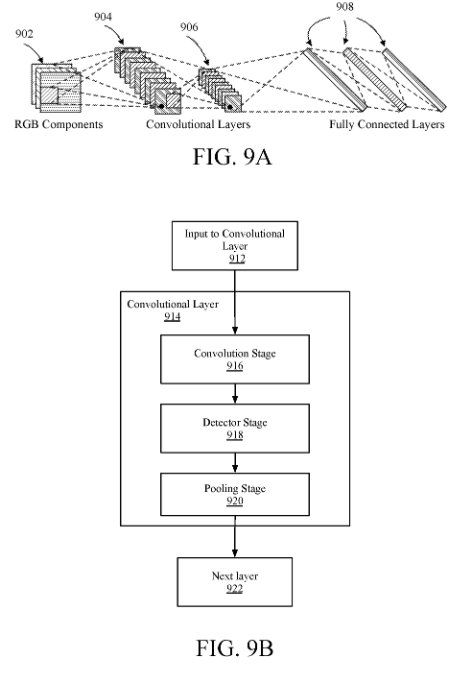 902
904
906
908
RGB Components
Convolutional Layers
Fully Connected Layers
FIG. 9A
Input to Convolutional
Layer
912
Convolutional Layer
914
Convolution Stage
916
Detector Stage
918
Pooling Stage
920
Next layer
922
FIG. 9B